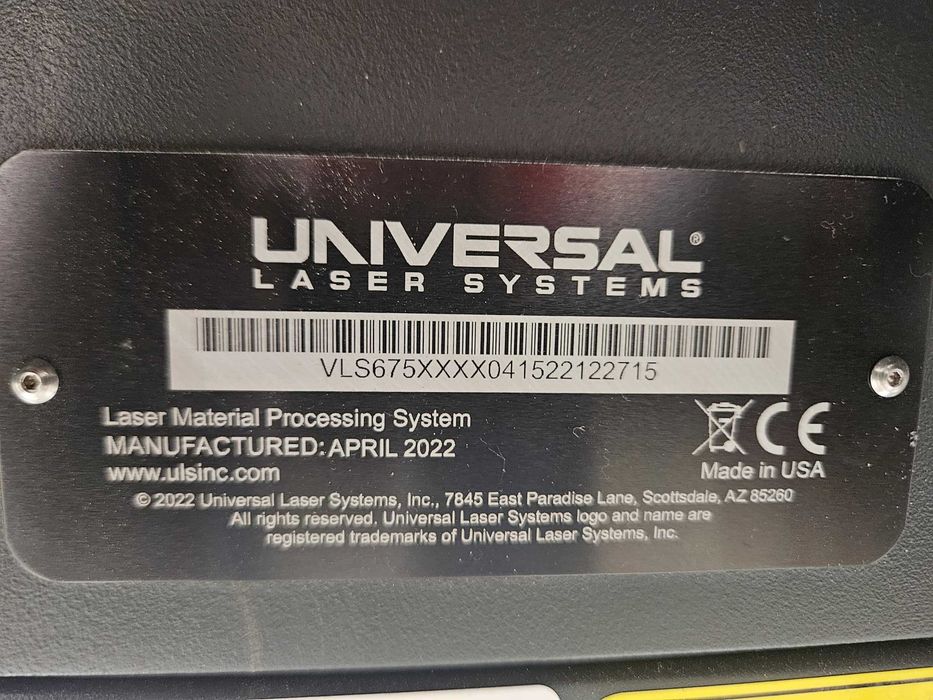 UNIVERSAL®
LASER SYSTEMS
VLS675XXXX041522122715
Laser Material Processing System
MANUFACTURED: APRIL 2022
www.ulsinc.com
CE
Made in USA
© 2022 Universal Laser Systems, Inc., 7845 East Paradise Lane, Scottsdale, AZ 85260
All rights reserved. Universal Laser Systems logo and name are
registered trademarks of Universal Laser Systems, Inc.